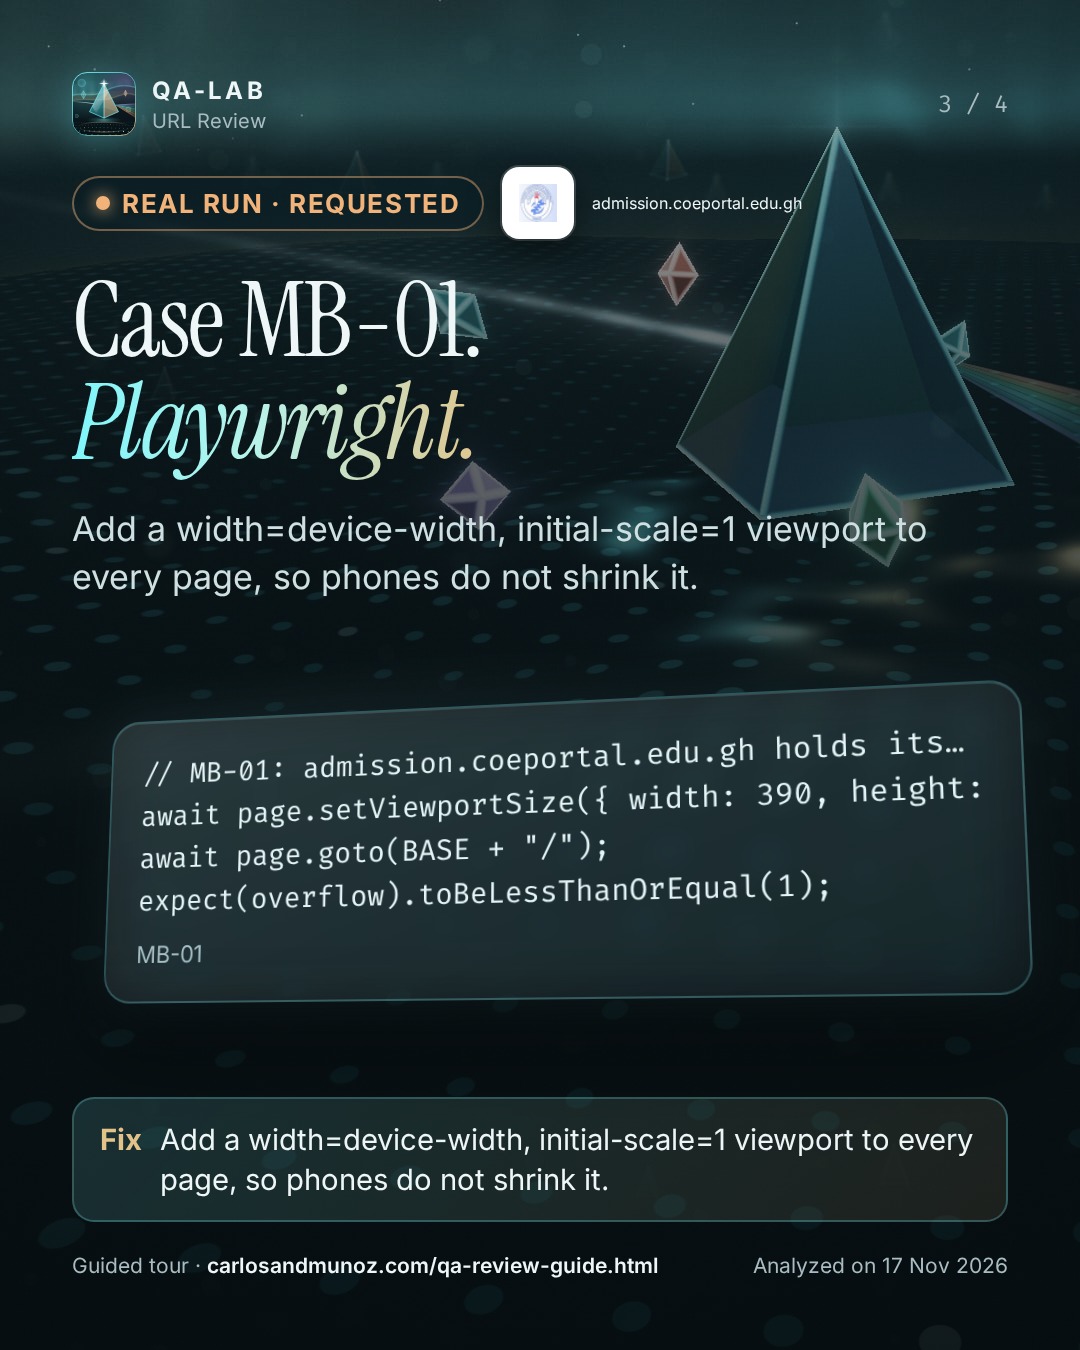 QA-LAB
URL Review
3 / 4
REAL RUN · REQUESTED
admission.coeportal.edu.gh
Case MB-01.
Playwright.
Add a width=device-width, initial-scale=1 viewport to
every page, so phones do not shrink it.
// MB-01: admission.coeportal.edu.gh holds its…
await page.setViewportSize({ width: 390, height:
await page.goto(BASE + "/");
expect(overflow).toBeLessThanOrEqual(1);
MB-01
Fix Add a width=device-width, initial-scale=1 viewport to every
page, so phones do not shrink it.
Guided tour · carlosandmunoz.com/qa-review-guide.html
Analyzed on 17 Nov 2026